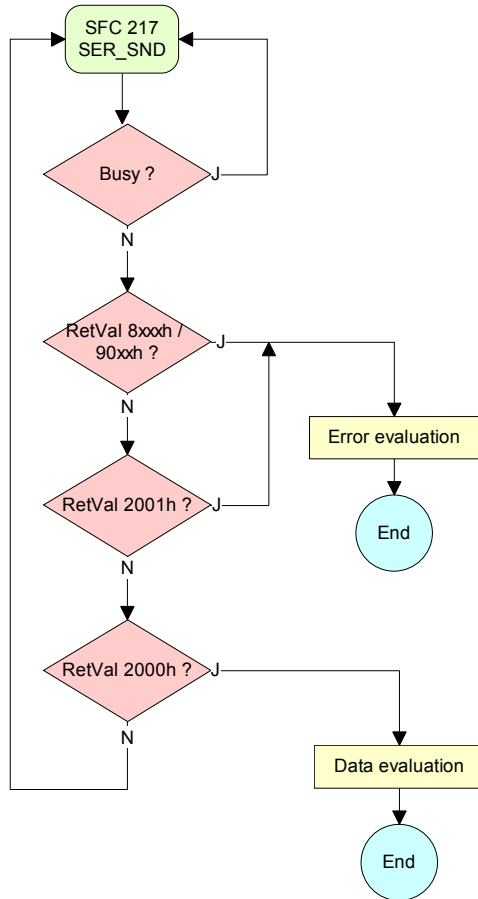 SFC 217
SER_SND
Busy ?
J
N
RetVal 8xxxh /
90xxh ?
J
N
Error evaluation
RetVal 2001h ?
J
End
N
RetVal 2000h ?
J
N
Data evaluation
End